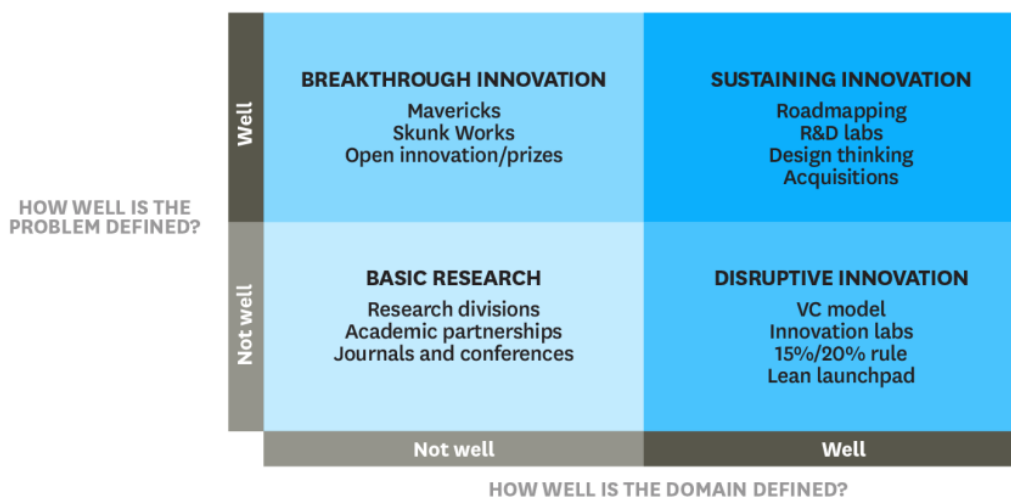 BREAKTHROUGH INNOVATION
Mavericks
Skunk Works
Open innovation/prizes
SUSTAINING INNOVATION
Roadmapping
R&D labs
Design thinking
Acquisitions
Well
HOW WELL IS THE
PROBLEM DEFINED?
Not well
BASIC RESEARCH
Research divisions
Academic partnerships
Journals and conferences
DISRUPTIVE INNOVATION
VC model
Innovation labs
15%/20% rule
Lean launchpad
Not well
Well
HOW WELL IS THE DOMAIN DEFINED?